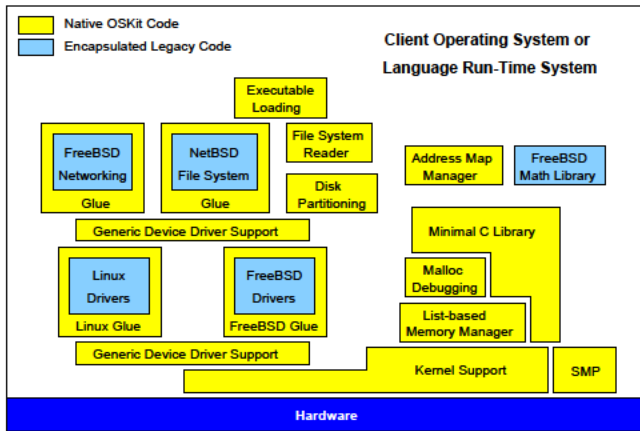 Native OSKit Code
Encapsulated Legacy Code
Client Operating System or
Language Run-Time System
Executable
Loading
FreeBSD
Networking
Glue
NetBSD
File System
Glue
File System
Reader
Disk
Partitioning
Address Map
Manager
FreeBSD
Math Library
Generic Device Driver Support
Minimal C Library
Linux
Drivers
Linux Glue
FreeBSD
Drivers
FreeBSD Glue
Malloc
Debugging
List-based
Memory Manager
Generic Device Driver Support
Kernel Support
SMP
Hardware